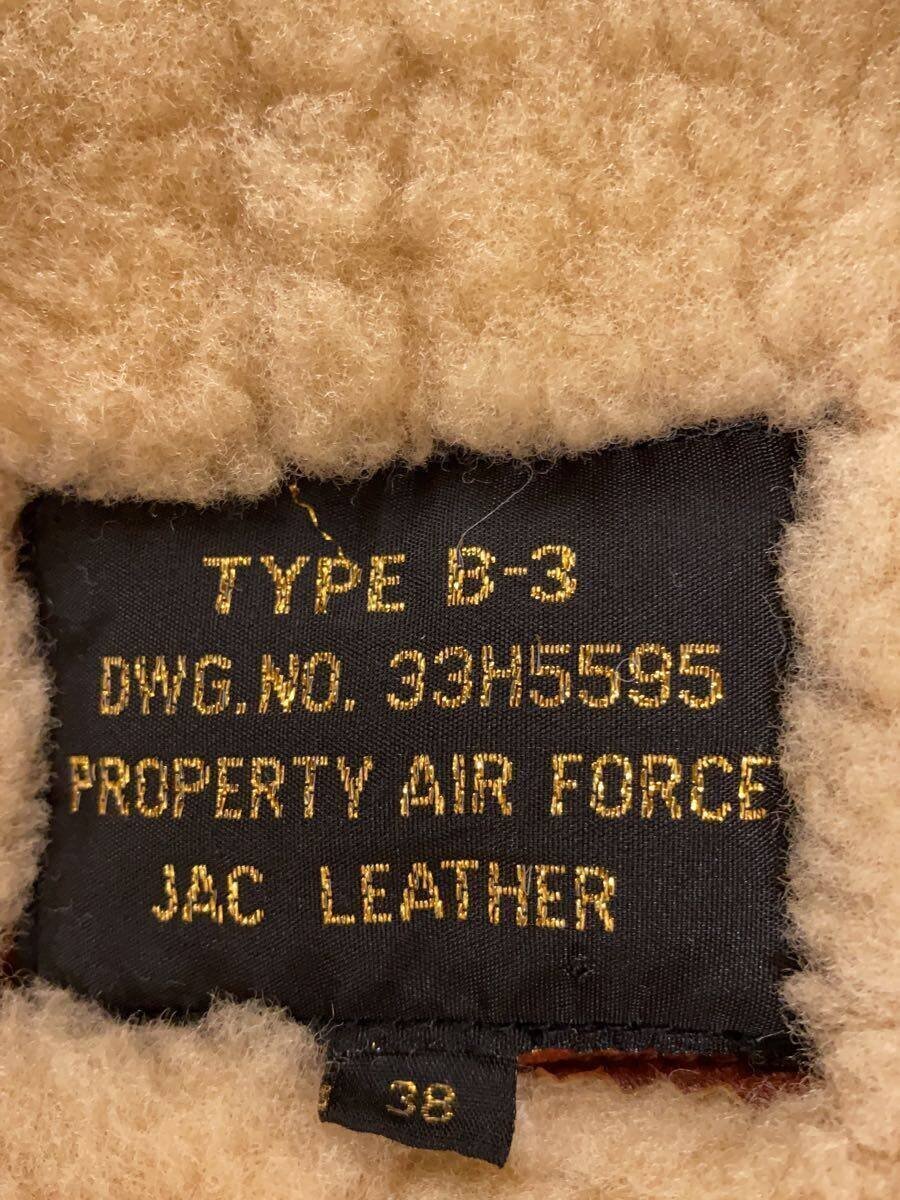 TYPE B-3
DWG.NO. 33H5595
PROPERTY AIR FORCE
JAC LEATHER
38